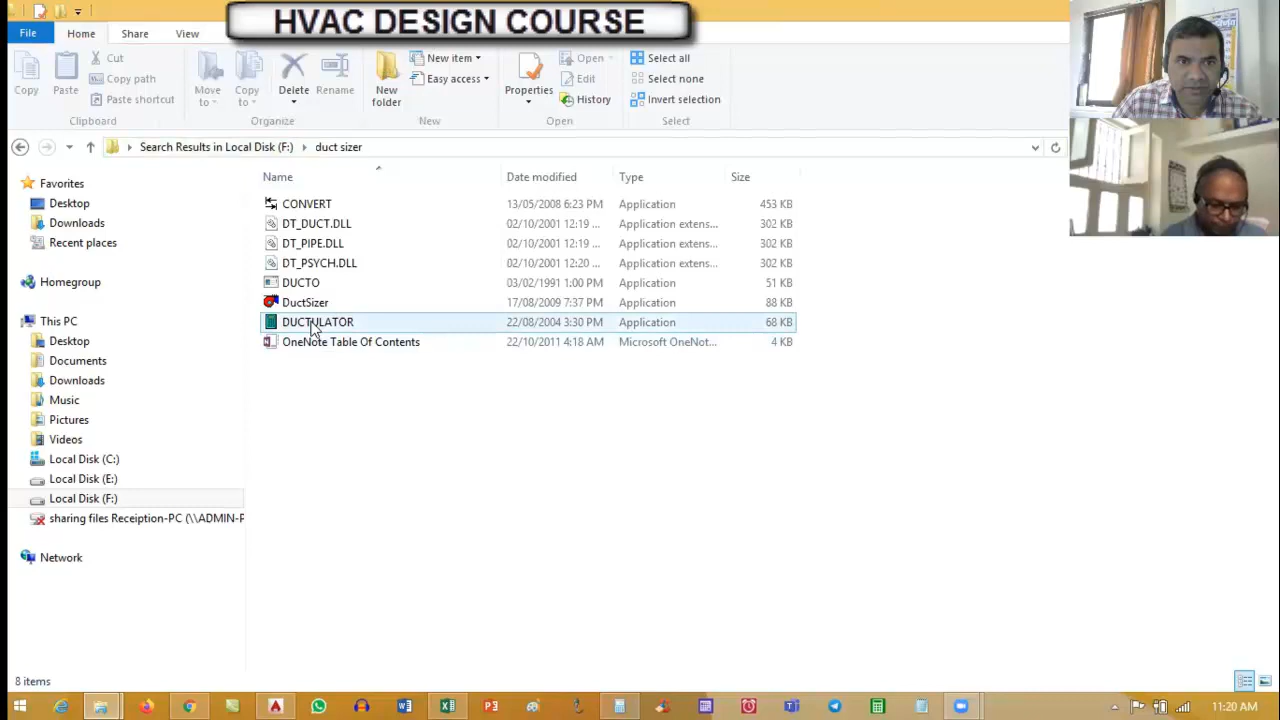 HVAC DESIGN COURSE
File
Home
Share
View
Copy
Paste
Cut
Copy path
Paste shortcut
Clipboard
Move to
Copy to
Delete
Rename
Organize
New folder
New item
Easy access
New
Properties
Open
Edit
History
Open
Select all
Select none
Invert selection
Select
Search Results in Local Disk (F:)
duct sizer
Name Date modified Type Size
CONVERT 13/05/2008 6:23 PM Application 453 KB
DT_DUCT.DLL 02/10/2001 12:19 ... Application extens... 302 KB
DT_PIPE.DLL 02/10/2001 12:19 ... Application extens... 302 KB
DT_PSYCH.DLL 02/10/2001 12:20 ... Application extens... 302 KB
DUCTO 03/02/1991 1:00 PM Application 51 KB
DuctSizer 17/08/2009 7:37 PM Application 88 KB
DUCTULATOR 22/08/2004 3:30 PM Application 68 KB
OneNote Table Of Contents 22/10/2011 4:18 AM Microsoft OneNot... 4 KB
Favorites
Desktop
Downloads
Recent places
Homegroup
This PC
Desktop
Documents
Downloads
Music
Pictures
Videos
Local Disk (C:)
Local Disk (E:)
Local Disk (F:)
sharing files Receiption-PC (\\ADMIN-P
Network
8 items
11:20 AM